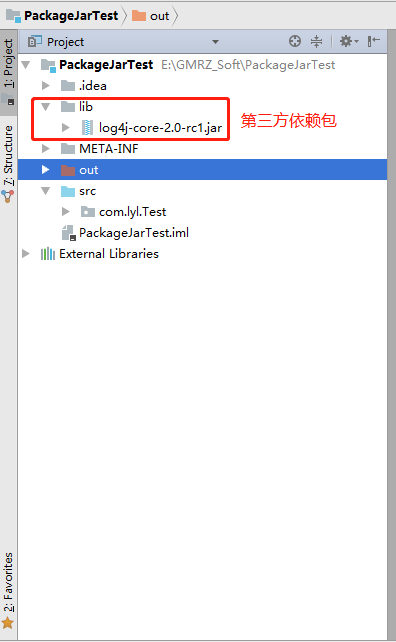 PackageJarTest out
1: Project
Project
PackageJarTest E:\GMRZ_Soft\PackageJarTest
.idea
lib
log4j-core-2.0-rc1.jar
第三方依赖包
META-INF
out
src
com.lyl.Test
PackageJarTest.iml
External Libraries
7: Structure
2: Favorites